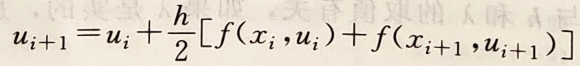 u_{i+1} = u_i + \frac{h}{2}[f(x_i, u_i) + f(x_{i+1}, u_{i+1})]